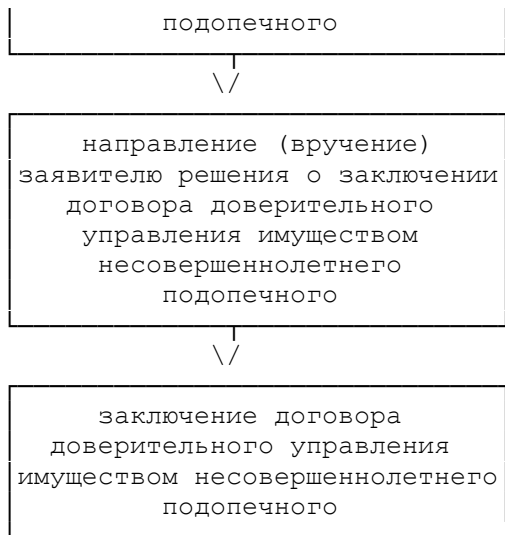 подопечного
\/
направление (вручение)
заявителю решения о заключении
договора доверительного
управления имуществом
несовершеннолетнего
подопечного
\/
заключение договора
доверительного управления
имуществом несовершеннолетнего
подопечного